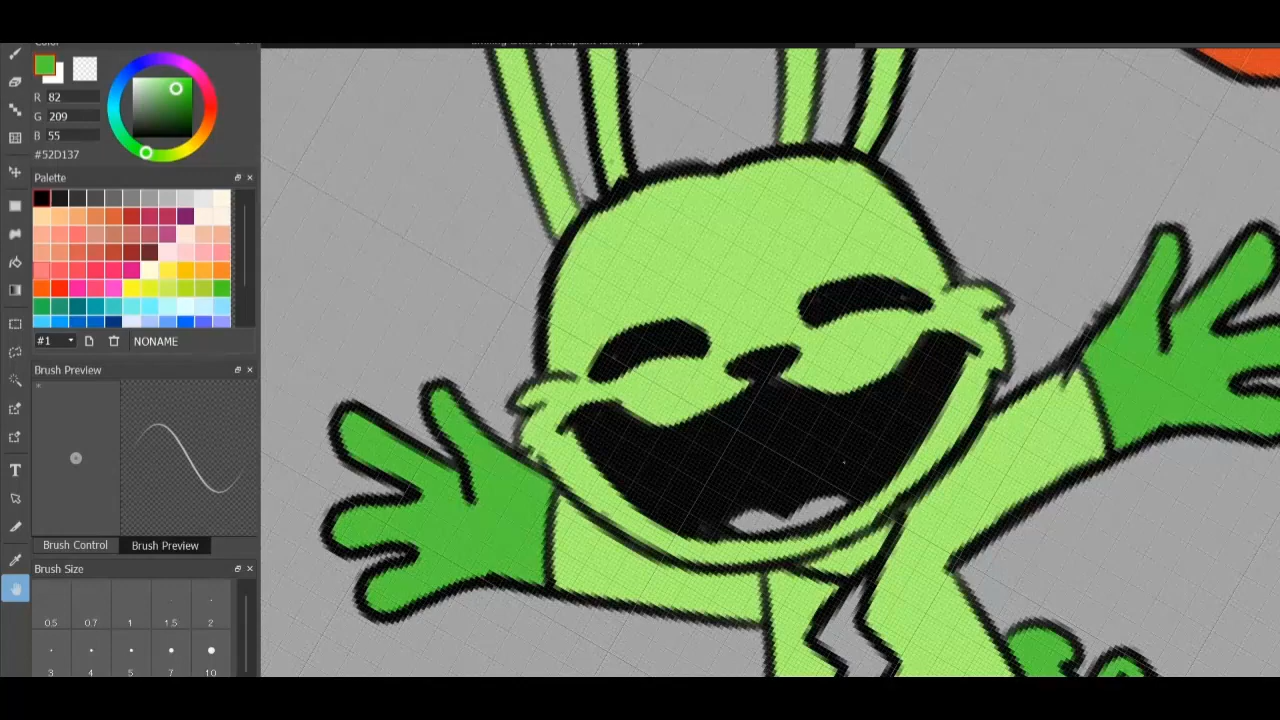 Color
R 82
G 209
B 55
#52D137
Palette
#1 NONAME
Brush Preview
T
Brush Control Brush Preview
Brush Size
0.5 0.7 1 1.5 2
3 4 5 7 10